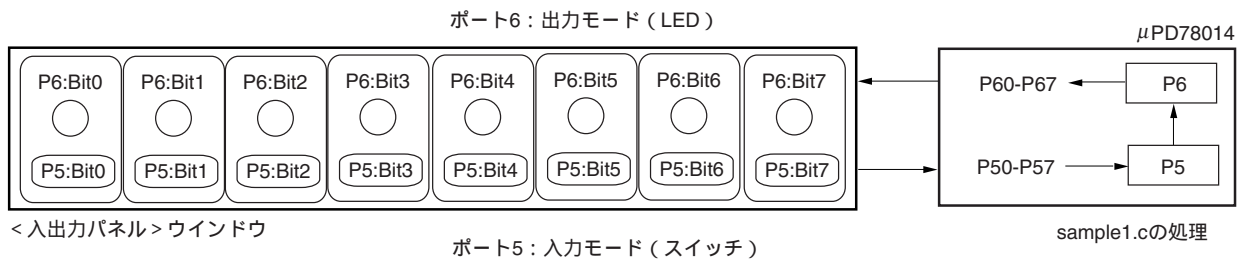 ポート6：出力モード（LED）
μPD78014
P6:Bit0 P6:Bit1 P6:Bit2 P6:Bit3 P6:Bit4 P6:Bit5 P6:Bit6 P6:Bit7
P60-P67 P6
P5:Bit0 P5:Bit1 P5:Bit2 P5:Bit3 P5:Bit4 P5:Bit5 P5:Bit6 P5:Bit7
P50-P57 P5
＜入出力パネル＞ウインドウ
sample1.cの処理
ポート5：入力モード（スイッチ）